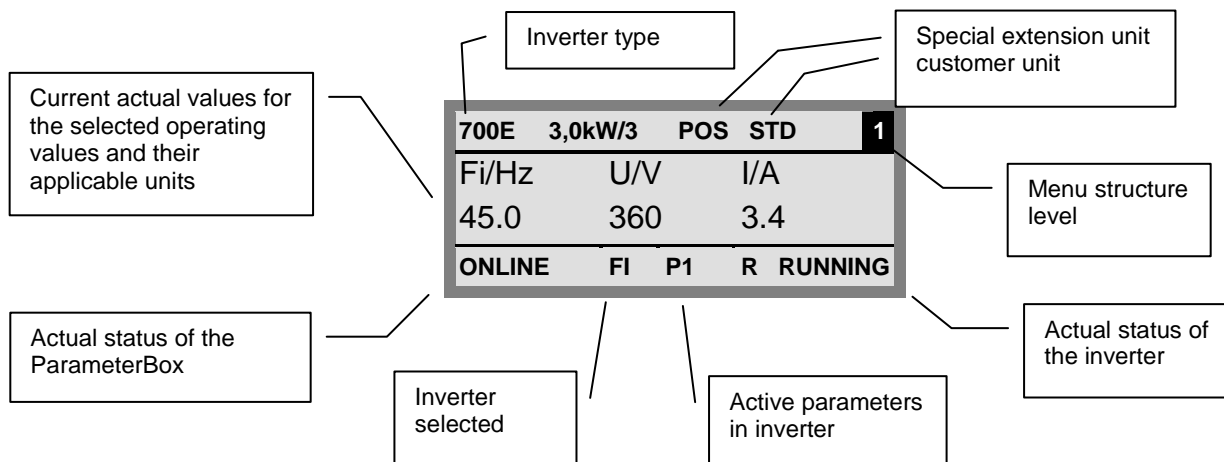 Inverter type
Special extension unit
customer unit
Current actual values for
the selected operating
values and their
applicable units
700E 3,0kW/3 POS STD 1
Fi/Hz U/V I/A
45.0 360 3.4
ONLINE FI P1 R RUNNING
Menu structure
level
Actual status of the
ParameterBox
Inverter
selected
Active parameters
in inverter
Actual status of
the inverter